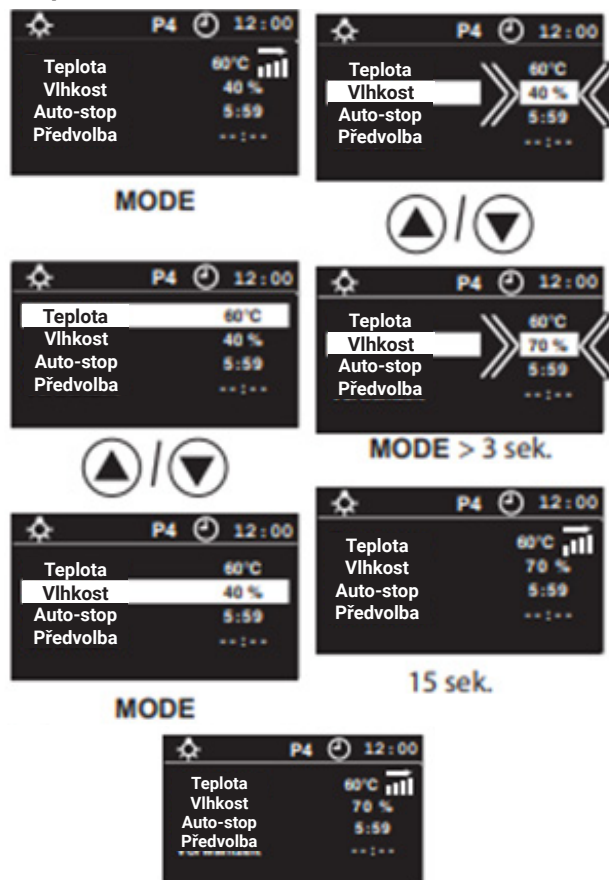 P4 12:00
Teplota 60°C
Vlhkost 40 %
Auto-stop 5:59
Předvolba --:--
MODE
P4 12:00
Teplota 60°C
Vlhkost 40 %
Auto-stop 5:59
Předvolba --:--
/
P4 12:00
Teplota 60°C
Vlhkost 40 %
Auto-stop 5:59
Předvolba --:--
MODE
P4 12:00
Teplota 60°C
Vlhkost 40 %
Auto-stop 5:59
Předvolba --:--
/
P4 12:00
Teplota 60°C
Vlhkost 70 %
Auto-stop 5:59
Předvolba --:--
MODE > 3 sek.
P4 12:00
Teplota 60°C
Vlhkost 70 %
Auto-stop 5:59
Předvolba --:--
15 sek.
P4 12:00
Teplota 60°C
Vlhkost 70 %
Auto-stop 5:59
Předvolba --:--